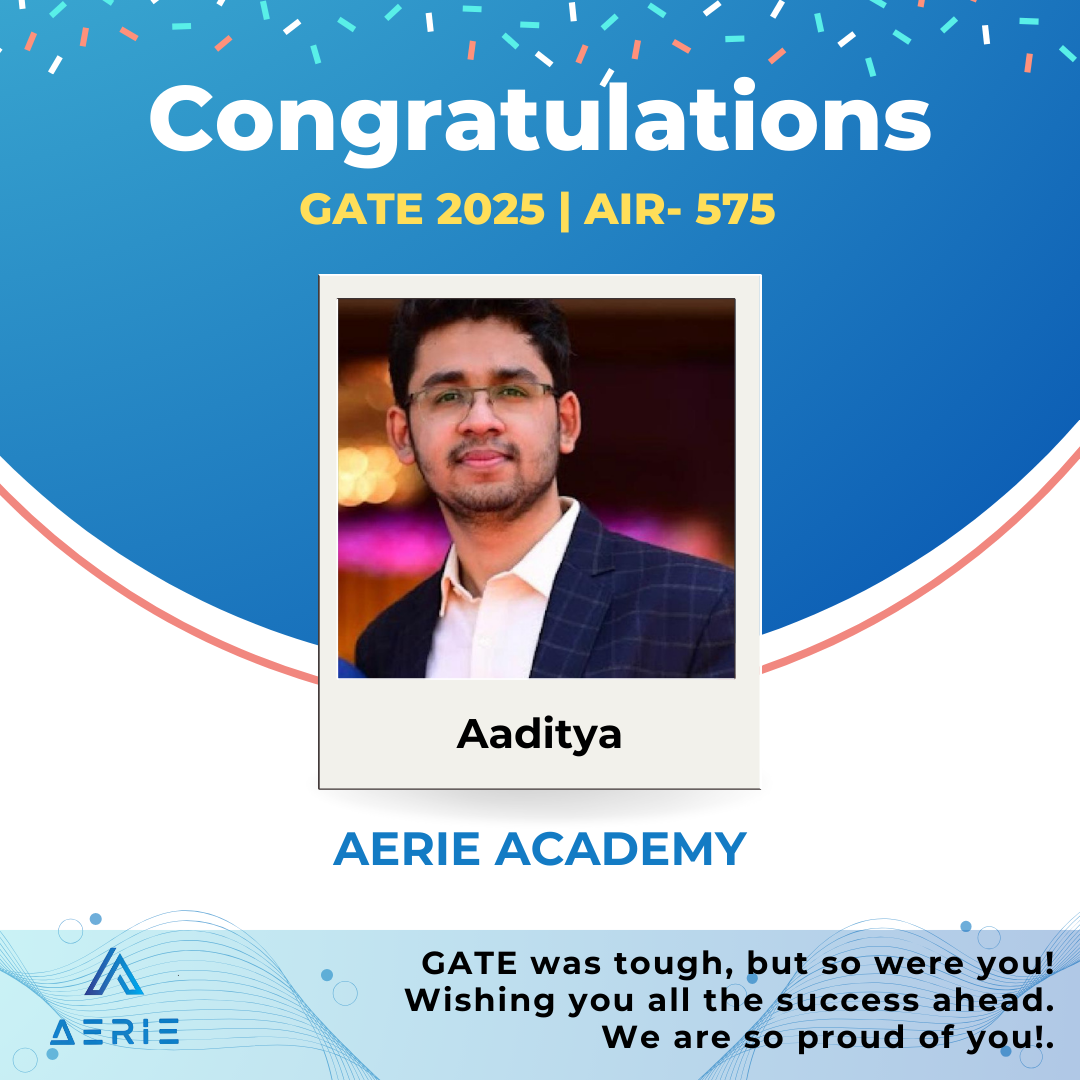 Congratulations
GATE 2025 | AIR- 575
Aaditya
AERIE ACADEMY
AERIE
GATE was tough, but so were you!
Wishing you all the success ahead.
We are so proud of you!.